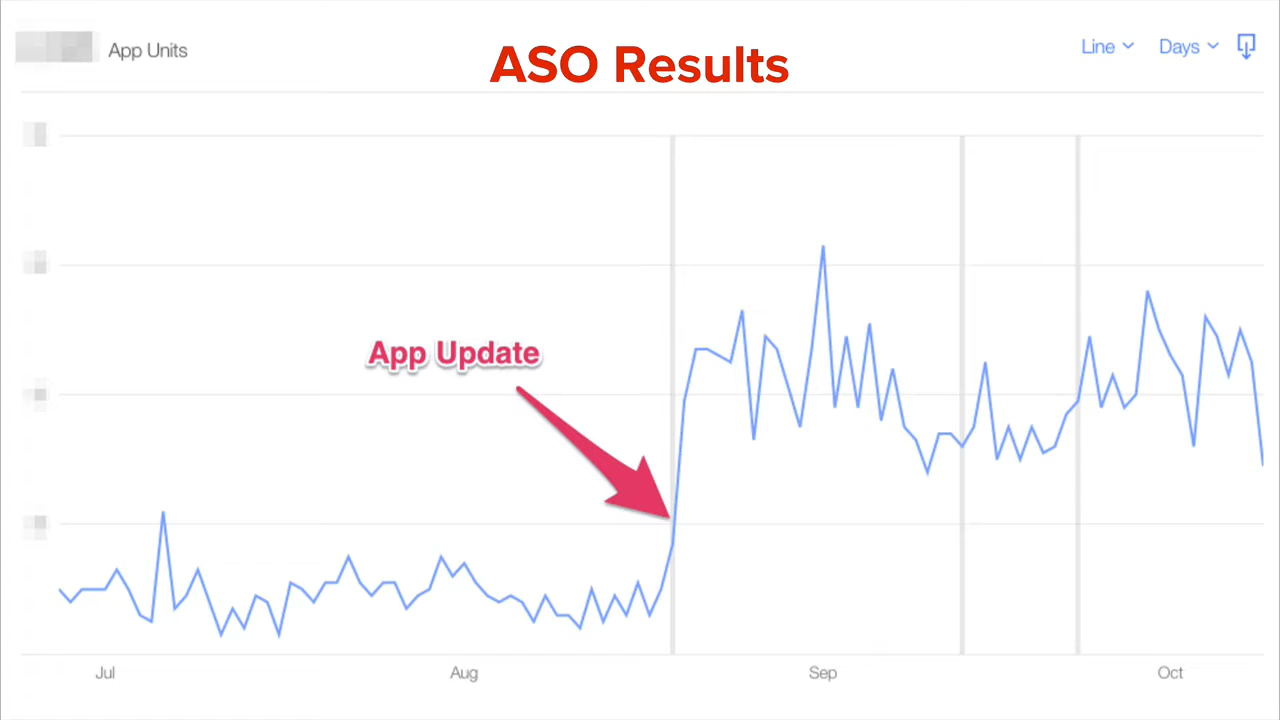 App Units
ASO Results
Line
Days
App Update
Jul
Aug
Sep
Oct